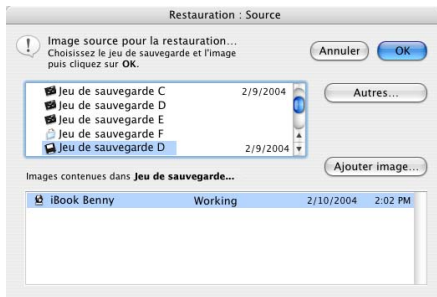 Restauration : Source
Image source pour la restauration...
Choisissez le jeu de sauvegarde et l'image
puis cliquez sur OK.
Annuler
OK
Jeu de sauvegarde C 2/9/2004
Jeu de sauvegarde D
Jeu de sauvegarde E
Jeu de sauvegarde F
Jeu de sauvegarde D 2/9/2004
Autres...
Ajouter image...
Images contenues dans Jeu de sauvegarde...
iBook Benny Working 2/10/2004 2:02 PM